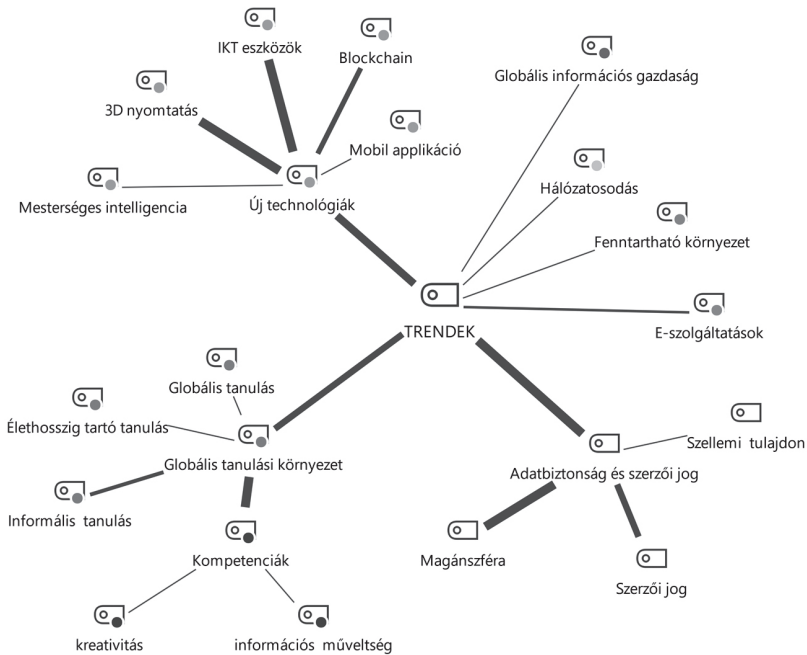 IKT eszközök
Blockchain
Globális információs gazdaság
3D nyomtatás
Mobil applikáció
Hálózatosodás
Mesterséges intelligencia
Új technológiák
Fenntartható környezet
TRENDEK
E-szolgáltatások
Globális tanulás
Élethosszig tartó tanulás
Szellemi tulajdon
Globális tanulási környezet
Adatbiztonság és szerzői jog
Informális tanulás
Kompetenciák
Magánszféra
Szerzői jog
kreativitás
információs műveltség